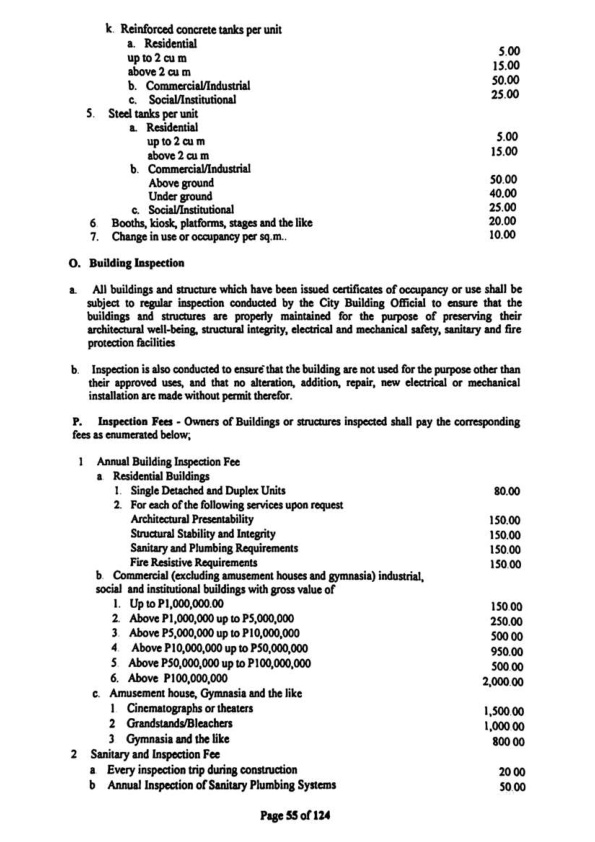 k. Reinforced concrete tanks per unit
a. Residential
up to 2 cu m 5.00
above 2 cu m 15.00
b. Commercial/Industrial 50.00
c. Social/Institutional 25.00
5. Steel tanks per unit
a. Residential
up to 2 cu m 5.00
above 2 cu m 15.00
b. Commercial/Industrial
Above ground 50.00
Under ground 40.00
c. Social/Institutional 25.00
6. Booths, kiosk, platforms, stages and the like 20.00
7. Change in use or occupancy per sq.m.. 10.00
O. Building Inspection
a. All buildings and structure which have been issued certificates of occupancy or use shall be
subject to regular inspection conducted by the City Building Official to ensure that the
buildings and structures are properly maintained for the purpose of preserving their
architectural well-being, structural integrity, electrical and mechanical safety, sanitary and fire
protection facilities
b. Inspection is also conducted to ensure that the building are not used for the purpose other than
their approved uses, and that no alteration, addition, repair, new electrical or mechanical
installation are made without permit therefor.
P. Inspection Fees - Owners of Buildings or structures inspected shall pay the corresponding
fees as enumerated below;
1 Annual Building Inspection Fee
a Residential Buildings
1. Single Detached and Duplex Units 80.00
2. For each of the following services upon request
Architectural Presentability 150.00
Structural Stability and Integrity 150.00
Sanitary and Plumbing Requirements 150.00
Fire Resistive Requirements 150.00
b. Commercial (excluding amusement houses and gymnasia) industrial,
social and institutional buildings with gross value of
1. Up to P1,000,000.00 150 00
2. Above P1,000,000 up to P5,000,000 250.00
3. Above P5,000,000 up to P10,000,000 500 00
4 Above P10,000,000 up to P50,000,000 950.00
5. Above P50,000,000 up to P100,000,000 500.00
6. Above P100,000,000 2,000.00
c. Amusement house, Gymnasia and the like
1 Cinematographs or theaters 1,500.00
2 Grandstands/Bleachers 1,000 00
3 Gymnasia and the like 800 00
2 Sanitary and Inspection Fee
a Every inspection trip during construction 20 00
b Annual Inspection of Sanitary Plumbing Systems 50.00
Page 55 of 124